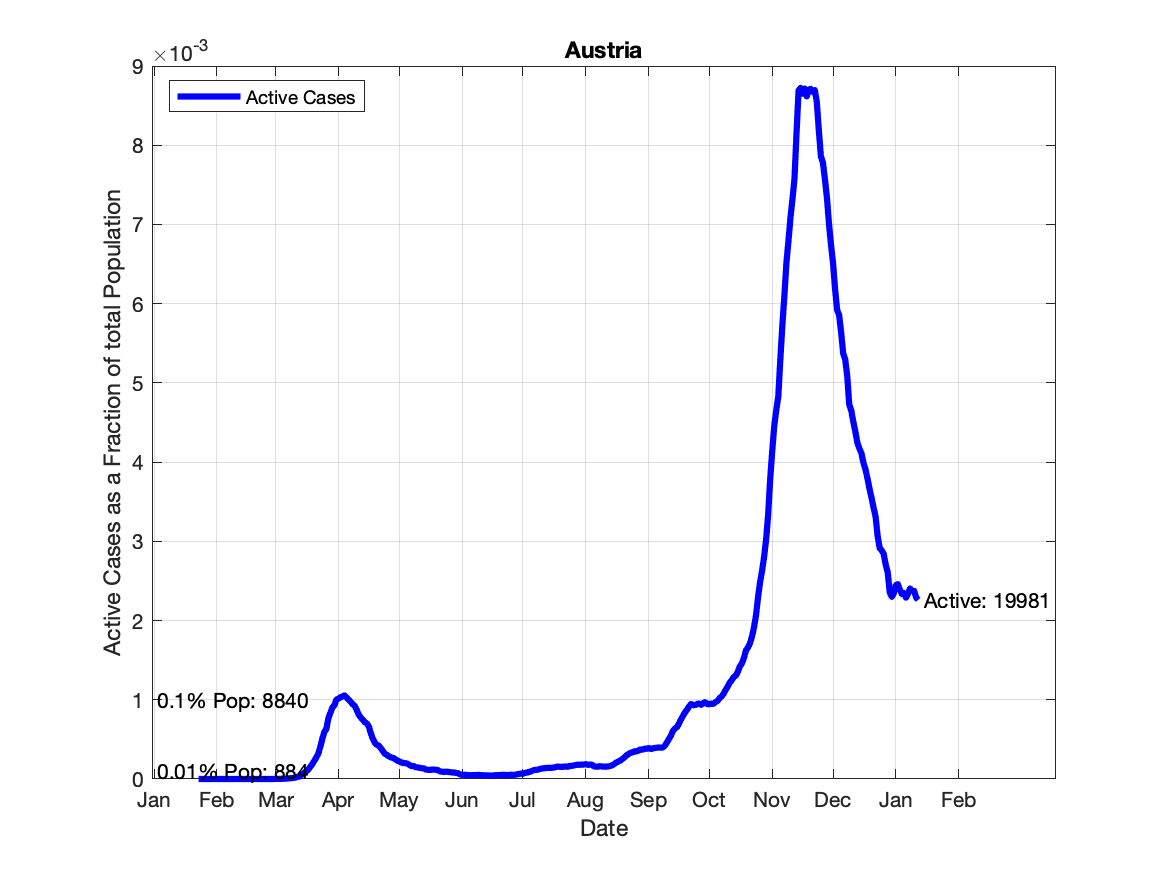 Austria
×10-3
Active Cases
9
8
7
6
5
4
3
2
1
0
Active Cases as a Fraction of total Population
Active: 19981
0.1% Pop: 8840
0.01% Pop: 884
Jan Feb Mar Apr May Jun Jul Aug Sep Oct Nov Dec Jan Feb
Date